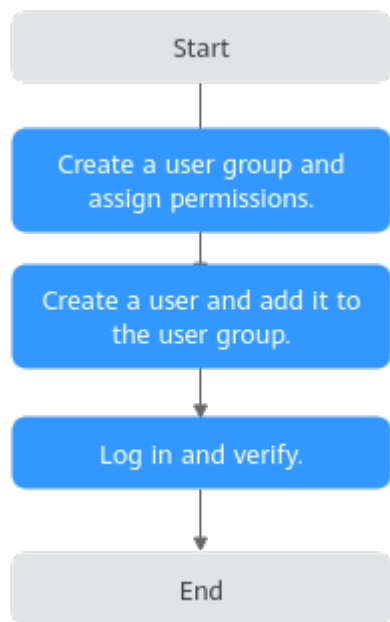 Start
Create a user group and
assign permissions.
Create a user and add it to
the user group.
Log in and verify.
End